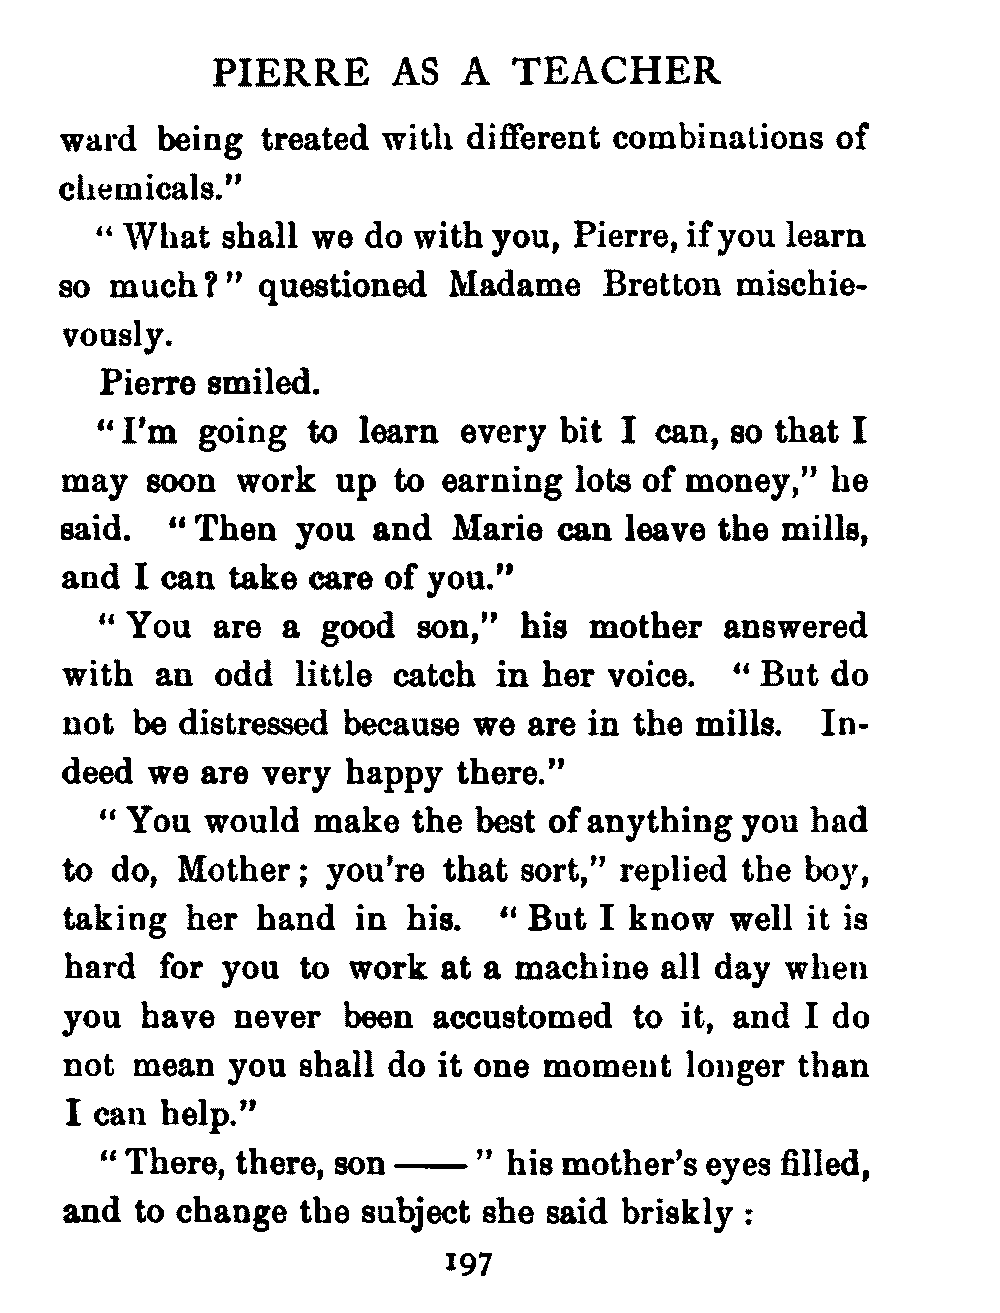 PIERRE AS A TEACHER
ward being treated with different combinations of
chemicals."
" What shall we do with you, Pierre, if you learn
so much? " questioned Madame Bretton mischie-
vously.
Pierre smiled.
" I'm going to learn every bit I can, so that I
may soon work up to earning lots of money," he
said. " Then you and Marie can leave the mills,
and I can take care of you."
" You are a good son," his mother answered
with an odd little catch in her voice. " But do
not be distressed because we are in the mills. In-
deed we are very happy there."
" You would make the best of anything you had
to do, Mother ; you're that sort," replied the boy,
taking her hand in his. " But I know well it is
hard for you to work at a machine all day when
you have never been accustomed to it, and I do
not mean you shall do it one moment longer than
I can help."
" There, there, son —— " his mother's eyes filled,
and to change the subject she said briskly :
197